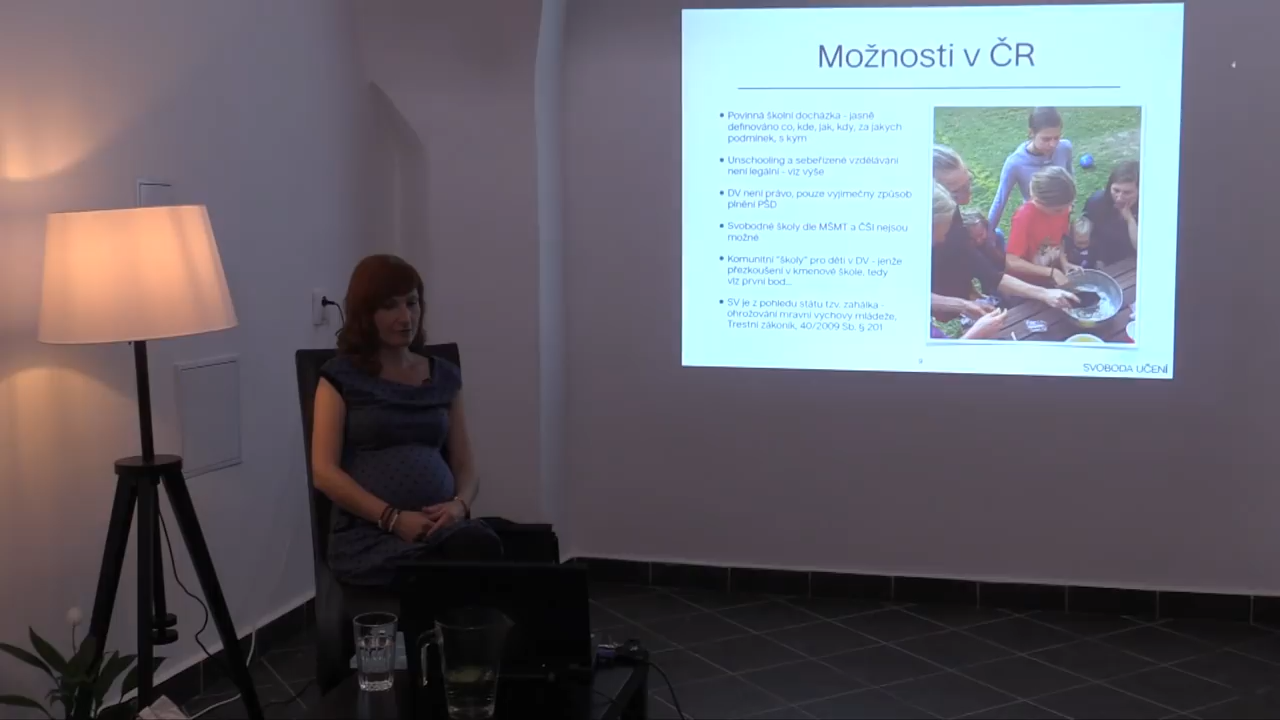 Možnosti v ČR
• Povinná školní docházka - jasně
definováno co, kde, jak, kdy, za jakých
podmínek, s kým
• Unschooling a sebeřízené vzdělávání
není legální - viz výše
• DV není právo, pouze vyjímečný způsob
plnění PŠD
• Svobodné školy dle MŠMT a ČŠI nejsou
možné
• Komunitní "školy" pro děti v DV - jenže
přezkoušení v kmenové škole, tedy
viz první bod...
• SV je z pohledu státu tzv. zahálka -
ohrožování mravní výchovy mládeže,
Trestní zákoník, 40/2009 Sb. § 201
SVOBODA UČENÍ